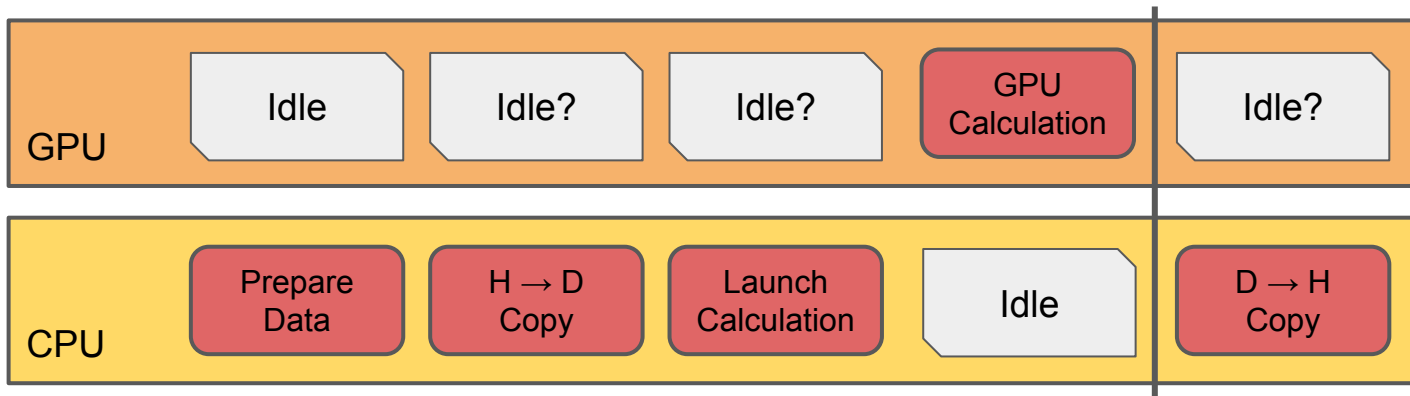 Idle
Idle?
Idle?
GPU
Calculation
Idle?
GPU
Prepare
Data
H → D
Copy
Launch
Calculation
Idle
D → H
Copy
CPU